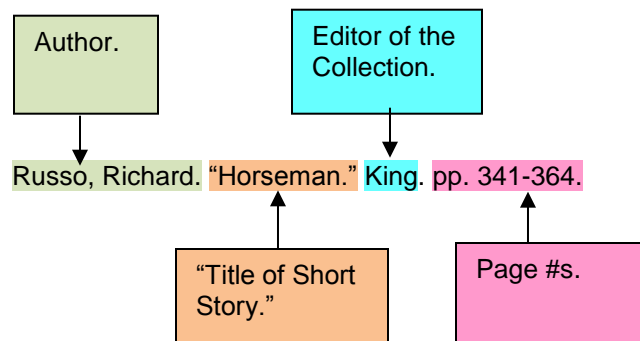 Author.
Editor of the
Collection.
Russo, Richard. “Horseman.” King. pp. 341-364.
“Title of Short
Story.”
Page #s.